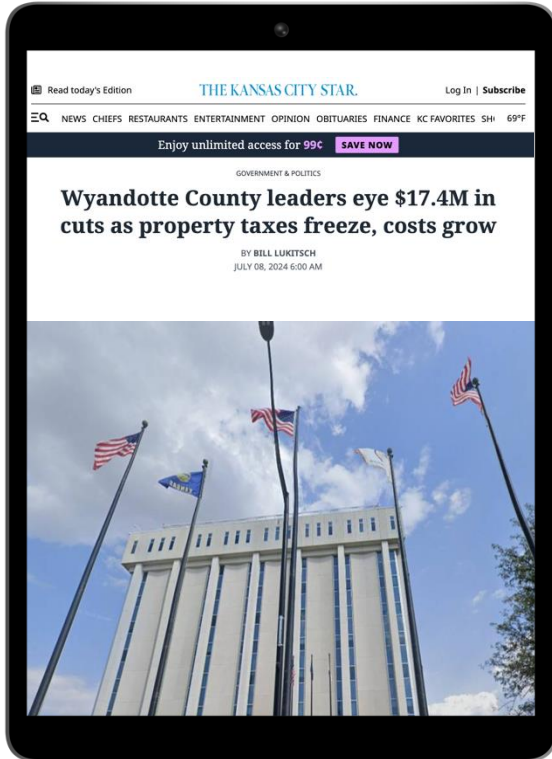 Read today's Edition
THE KANSAS CITY STAR.
Log In | Subscribe
NEWS CHIEFS RESTAURANTS ENTERTAINMENT OPINION OBITUARIES FINANCE KC FAVORITES SH 69°F
Enjoy unlimited access for 99¢ SAVE NOW
GOVERNMENT & POLITICS
Wyandotte County leaders eye $17.4M in
cuts as property taxes freeze, costs grow
BY BILL LUKITSCH
JULY 08, 2024 6:00 AM